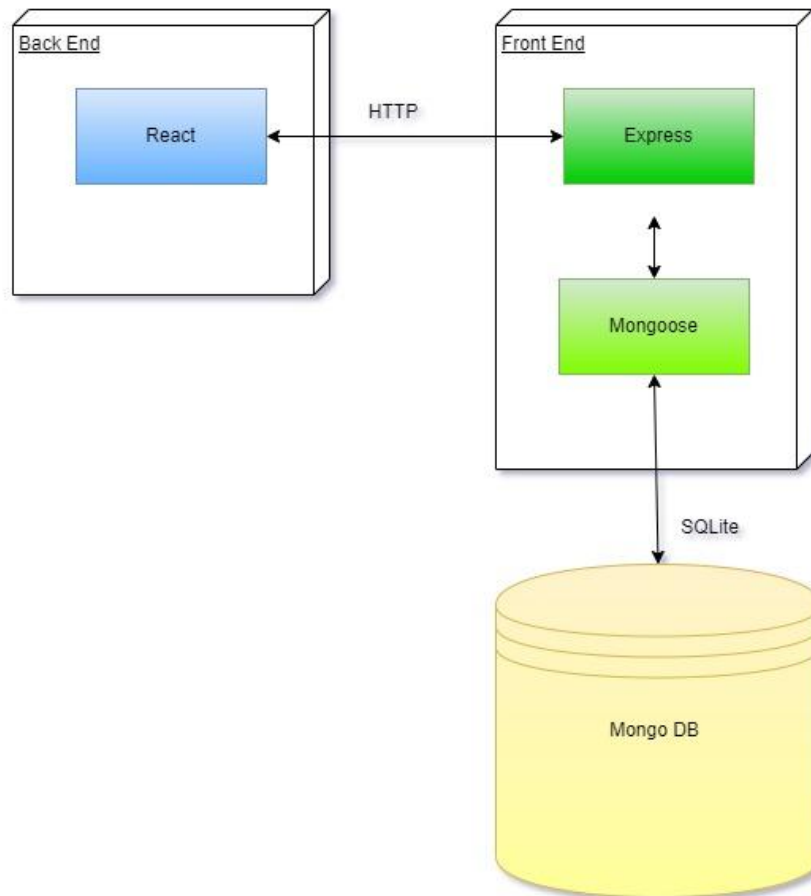 Back End
Front End
React
HTTP
Express
Mongoose
SQLite
Mongo DB